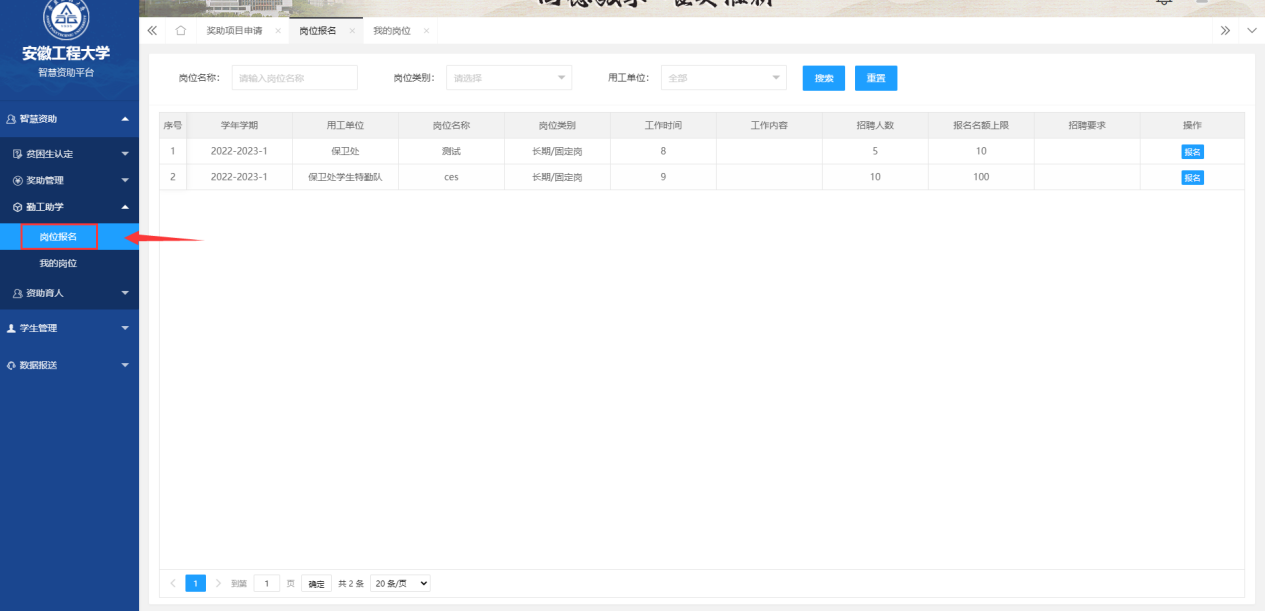 安徽工程大学
智慧资助平台
奖助项目申请 × 岗位报名 × 我的岗位 ×
岗位名称: 请输入岗位名称 岗位类别: 请选择 用工单位: 全部 搜索 重置
智慧资助
贫困生认定
奖助管理
勤工助学
岗位报名
我的岗位
资助育人
学生管理
数据报送
序号 学年学期 用工单位 岗位名称 岗位类别 工作时间 工作内容 招聘人数 报名名额上限 招聘要求 操作
1 2022-2023-1 保卫处 测试 长期/固定岗 8 5 10 报名
2 2022-2023-1 保卫处学生特勤队 ces 长期/固定岗 9 10 100 报名
1 到第 1 页 确定 共 2 条 20 条/页